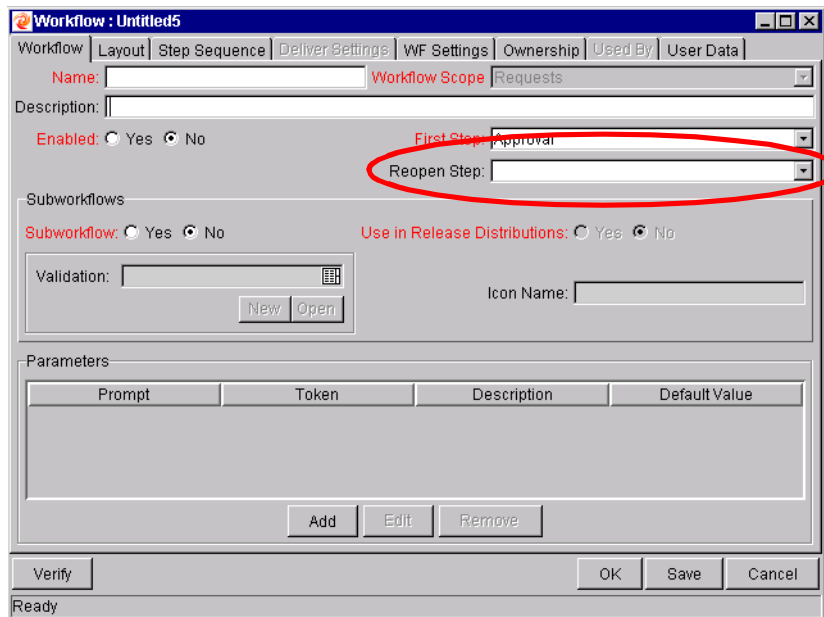 Workflow : Untitled5
Workflow Layout Step Sequence Deliver Settings WF Settings Ownership Used By User Data
Name: Workflow Scope Requests
Description:
Enabled: Yes No First Step: Approval
Reopen Step:
Subworkflows
Subworkflow: Yes No Use in Release Distributions: Yes No
Validation:
Icon Name:
New Open
Parameters
Prompt Token Description Default Value
Add Edit Remove
Verify OK Save Cancel
Ready